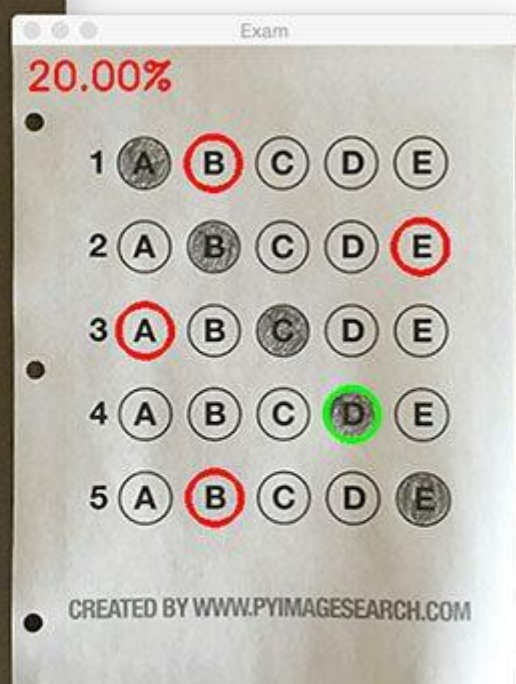 Exam
20.00%
1 A B C D E
2 A B C D E
3 A B C D E
4 A B C D E
5 A B C D E
CREATED BY WWW.PYIMAGESEARCH.COM